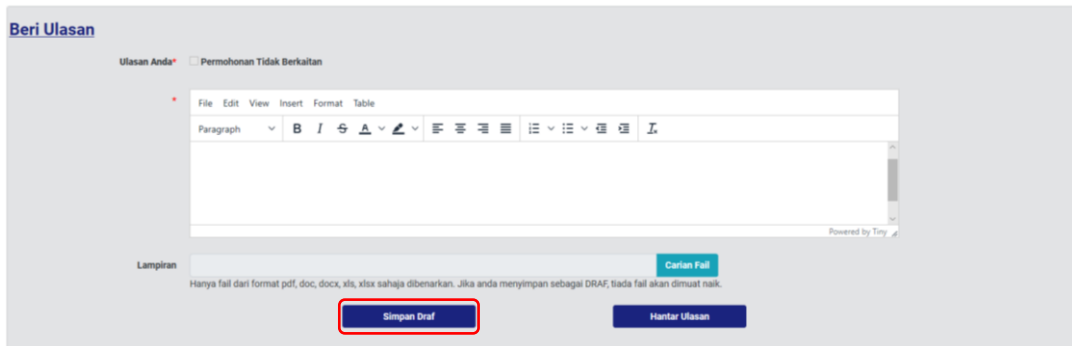 Beri Ulasan
Ulasan Anda* Permohonan Tidak Berkaitan
*
File Edit View Insert Format Table
Paragraph B I S A
Powered by Tiny
Lampiran Carian Fail
Hanya fail dari format pdf, doc, docx, xls, xlsx sahaja dibenarkan. Jika anda menyimpan sebagai DRAF, tiada fail akan dimuat naik.
Simpan Draf Hantar Ulasan